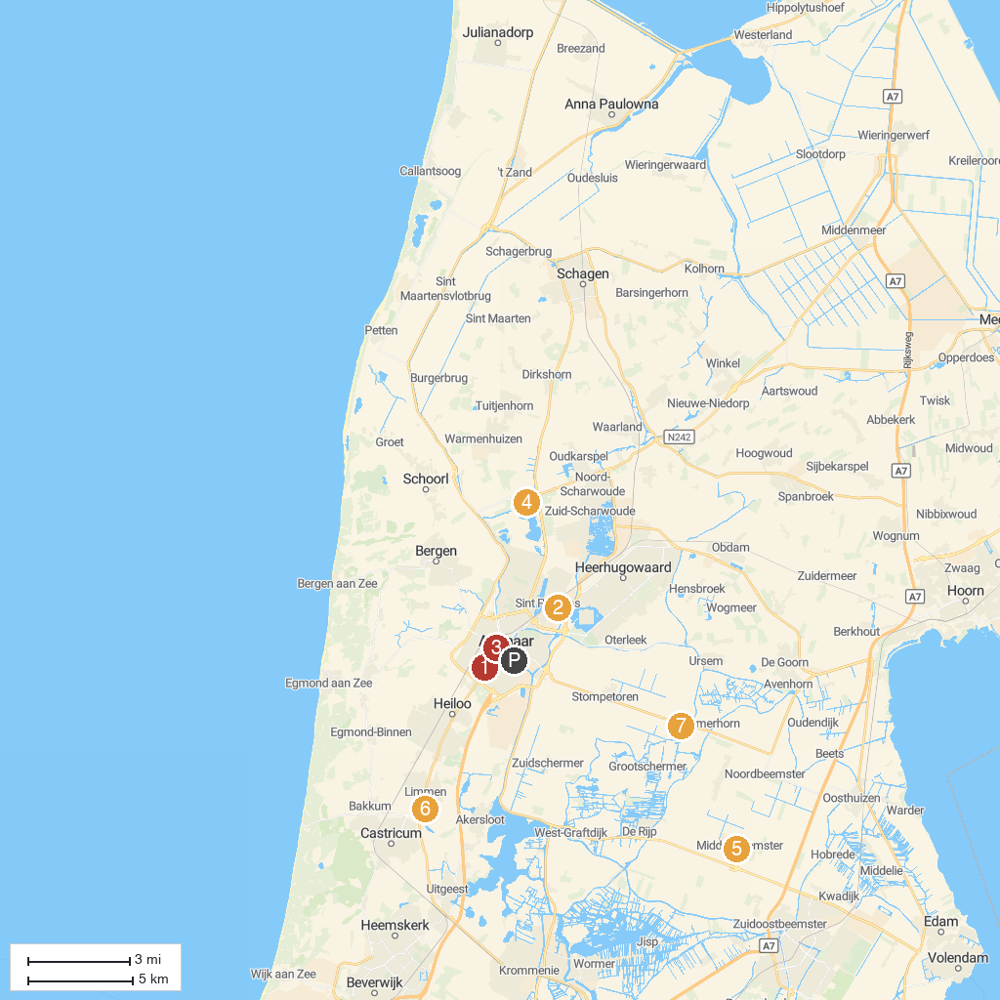 Hippolytushoef
Julianadorp
Westerland
Breezand
A7
Anna Paulowna
Wieringerwerf
Slootdorp
Kreileroord
Wieringerwaard
Callantsoog
't Zand
Oudesluis
Middenmeer
Schagerbrug
Kolhorn
Schagen
Sint
Maartensvlotbrug
A7
Barsingerhorn
Sint Maarten
Petten
Rijksweg
Opperdoes
Winkel
Burgerbrug
Dirkshorn
Aartswoud
Tuitjenhorn
Nieuwe-Niedorp
Twisk
Abbekerk
Waarland
N242
Groet
Warmenhuizen
Midwoud
Oudkarspel
Hoogwoud
Sijbekarspel
A7
Schoorl
Noord-
Scharwoude
4
Spanbroek
Zuid-Scharwoude
Nibbixwoud
Wognum
Bergen
Obdam
Heerhugowaard
Zwaag
Zuidermeer
Bergen aan Zee
Hensbroek
Hoorn
A7
2
Wogmeer
Berkhout
3
Oterleek
P
1
Ursem
De Goorn
Egmond aan Zee
Avenhorn
Stompetoren
Heiloo
7
Oudendijk
Egmond-Binnen
Beets
Zuidschermer
Grootschermer
Noordbeemster
Limmen
Oosthuizen
Bakkum
6
Warder
Akersloot
Castricum
West-Graftdijk
De Rijp
5
Hobrede
Middelie
Uitgeest
Kwadijk
Heemskerk
Zuidoostbeemster
Edam
Jisp
A7
3 mi
Volendam
Wormer
5 km
Wijk aan Zee
Krommenie
Beverwijk